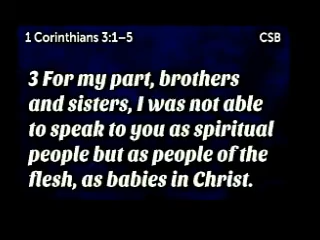 1 Corinthians 3:1–5 CSB
3 For my part, brothers
and sisters, I was not able
to speak to you as spiritual
people but as people of the
flesh, as babies in Christ.